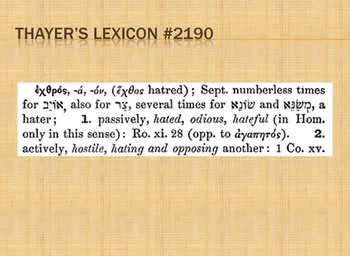 THAYER'S LEXICON #2190
ἐχθρός, -ά, -όν, (ἔχθος hatred); Sept. numberless times
for אוֹיֵב, also for צַר, several times for שׂוֹנֵא and מְשַׂנֵּא, a
hater; 1. passively, hated, odious, hateful (in Hom.
only in this sense): Ro. xi. 28 (opp. to ἀγαπητός). 2.
actively, hostile, hating and opposing another: 1 Co. xv.